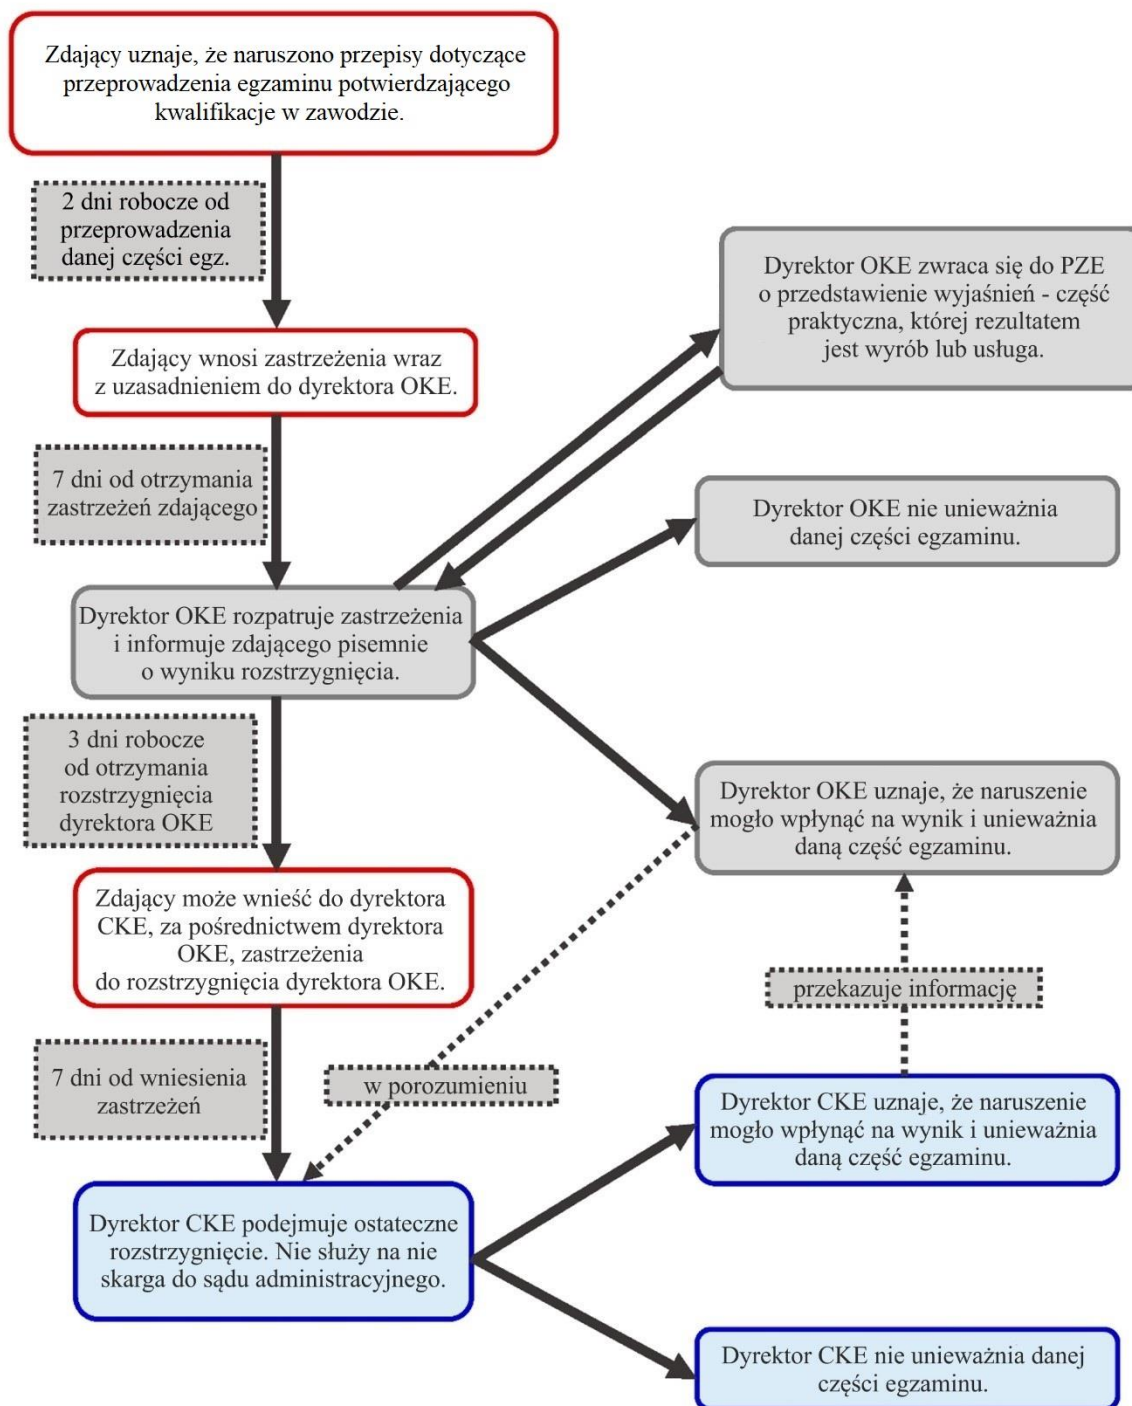 Zdający uznaje, że naruszono przepisy dotyczące
przeprowadzenia egzaminu potwierdzającego
kwalifikacje w zawodzie.
2 dni robocze od
przeprowadzenia
danej części egz.
Dyrektor OKE zwraca się do PZE
o przedstawienie wyjaśnień - część
praktyczna, której rezultatem
jest wyrób lub usługa.
Zdający wnosi zastrzeżenia wraz
z uzasadnieniem do dyrektora OKE.
7 dni od otrzymania
zastrzeżeń zdającego
Dyrektor OKE nie unieważnia
danej części egzaminu.
Dyrektor OKE rozpatruje zastrzeżenia
i informuje zdającego pisemnie
o wyniku rozstrzygnięcia.
3 dni robocze
od otrzymania
rozstrzygnięcia
dyrektora OKE
Dyrektor OKE uznaje, że naruszenie
mogło wpłynąć na wynik i unieważnia
daną część egzaminu.
Zdający może wnieść do dyrektora
CKE, za pośrednictwem dyrektora
OKE, zastrzeżenia
do rozstrzygnięcia dyrektora OKE.
przekazuje informację
7 dni od wniesienia
zastrzeżeń
w porozumieniu
Dyrektor CKE uznaje, że naruszenie
mogło wpłynąć na wynik i unieważnia
daną część egzaminu.
Dyrektor CKE podejmuje ostateczne
rozstrzygnięcie. Nie służy na nie
skarga do sądu administracyjnego.
Dyrektor CKE nie unieważnia danej
części egzaminu.